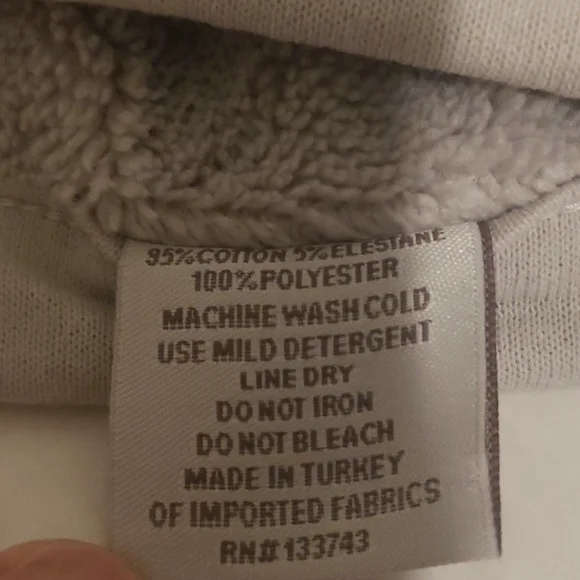 95%COTTON 5%ELESTANE
100%POLYESTER
MACHINE WASH COLD
USE MILD DETERGENT
LINE DRY
DO NOT IRON
DO NOT BLEACH
MADE IN TURKEY
OF IMPORTED FABRICS
RN# 133743